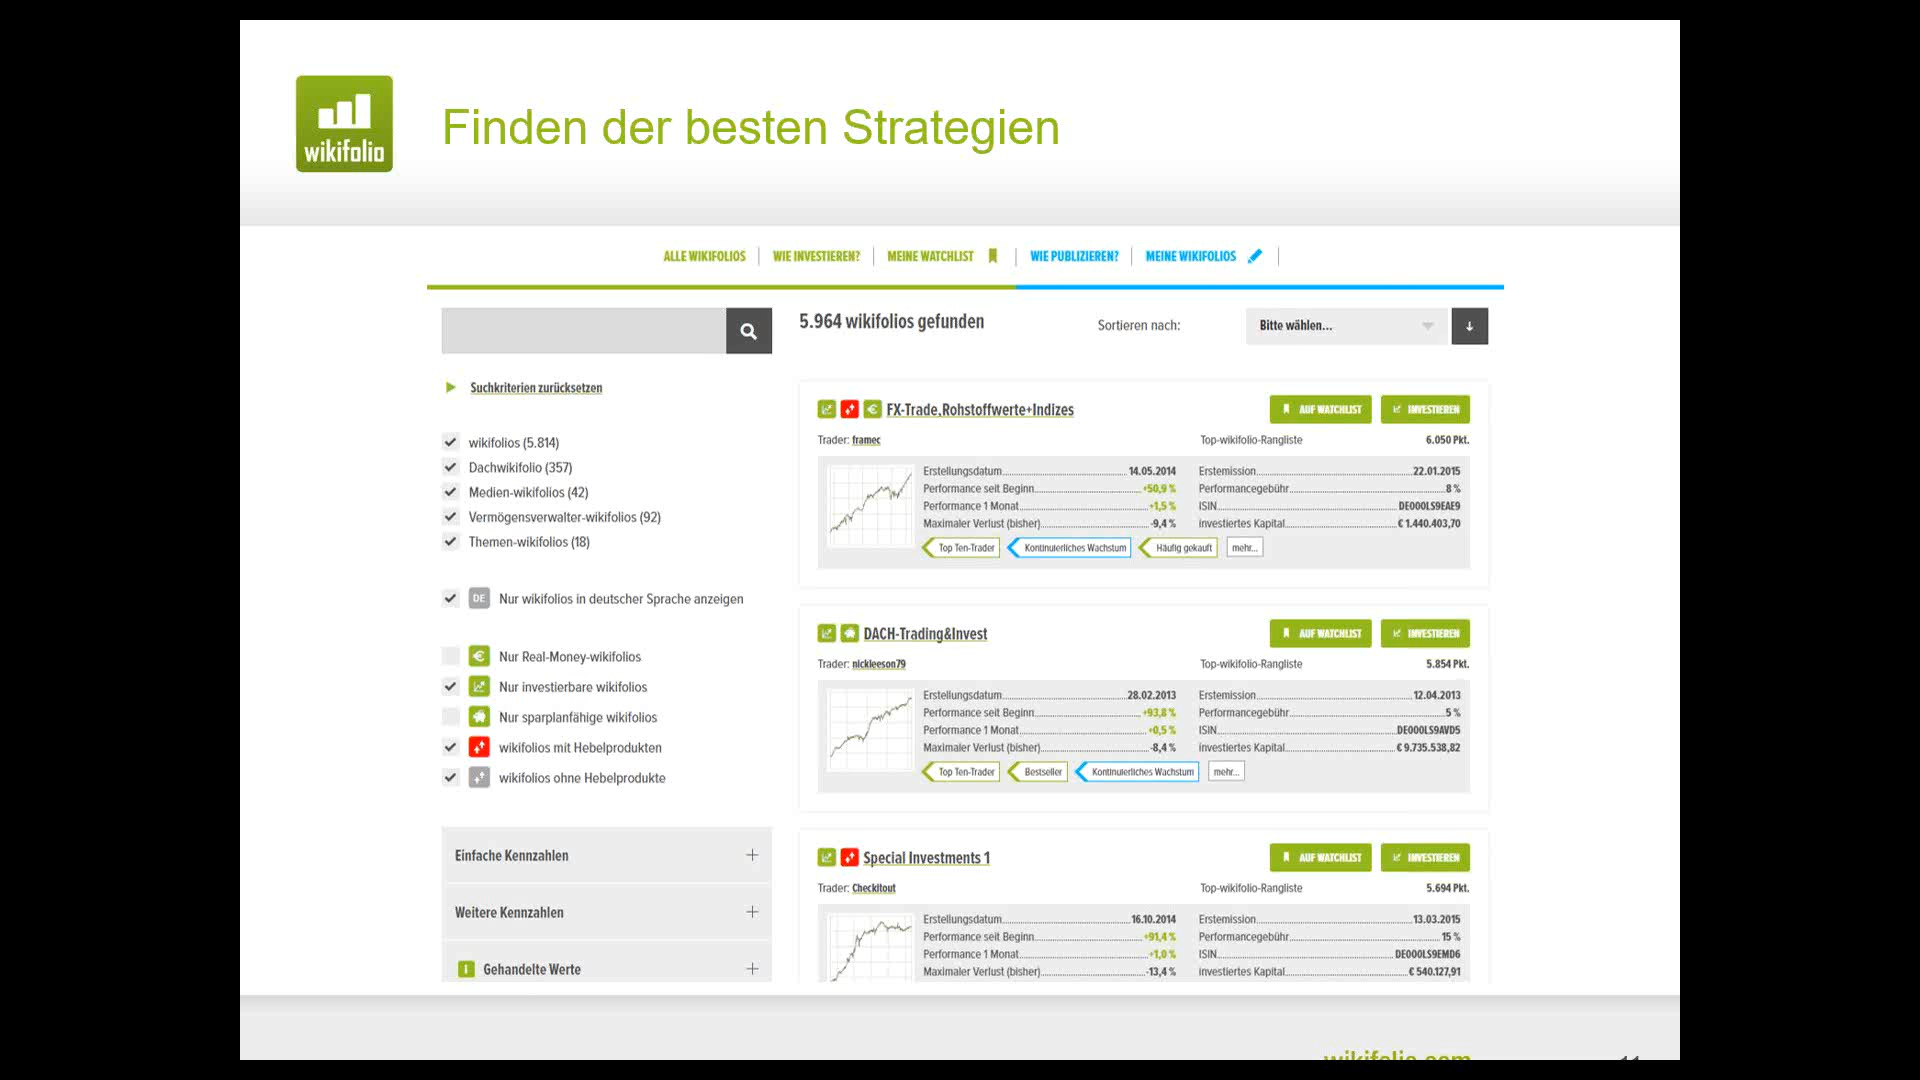 wikifolio
Finden der besten Strategien
ALLE WIKIFOLIOS WIE INVESTIEREN? MEINE WATCHLIST WIE PUBLIZIEREN? MEINE WIKIFOLIOS
5.964 wikifolios gefunden
Sortieren nach: Bitte wählen...
Suchkriterien zurücksetzen
wikifolios (5.814)
Dachwikifolio (357)
Medien-wikifolios (42)
Vermögensverwalter-wikifolios (92)
Themen-wikifolios (18)
DE Nur wikifolios in deutscher Sprache anzeigen
€ Nur Real-Money-wikifolios
Nur investierbare wikifolios
Nur sparplanfähige wikifolios
wikifolios mit Hebelprodukten
wikifolios ohne Hebelprodukte
Einfache Kennzahlen +
Weitere Kennzahlen +
Gehandelte Werte +
€ FX-Trade,Rohstoffwerte+Indizes AUF WATCHLIST INVESTIEREN
Trader: framec Top-wikifolio-Rangliste 6.050 Pkt.
Erstellungsdatum 14.05.2014 Erstemission 22.01.2015
Performance seit Beginn +50,9 % Performancegebühr 8 %
Performance 1 Monat +1,5 % ISIN DE000LS9EAE9
Maximaler Verlust (bisher) -9,4 % investiertes Kapital € 1.440.403,70
Top Ten-Trader Kontinuierliches Wachstum Häufig gekauft mehr...
DACH-Trading&Invest AUF WATCHLIST INVESTIEREN
Trader: nickleeson79 Top-wikifolio-Rangliste 5.854 Pkt.
Erstellungsdatum 28.02.2013 Erstemission 12.04.2013
Performance seit Beginn +93,8 % Performancegebühr 5 %
Performance 1 Monat +0,5 % ISIN DE000LS9AVD5
Maximaler Verlust (bisher) -8,4 % investiertes Kapital € 9.735.538,82
Top Ten-Trader Bestseller Kontinuierliches Wachstum mehr...
Special Investments 1 AUF WATCHLIST INVESTIEREN
Trader: Checkitout Top-wikifolio-Rangliste 5.694 Pkt.
Erstellungsdatum 16.10.2014 Erstemission 13.03.2015
Performance seit Beginn +91,4 % Performancegebühr 15 %
Performance 1 Monat +1,0 % ISIN DE000LS9EMD6
Maximaler Verlust (bisher) -13,4 % investiertes Kapital € 540.127,91
wikifolio.com